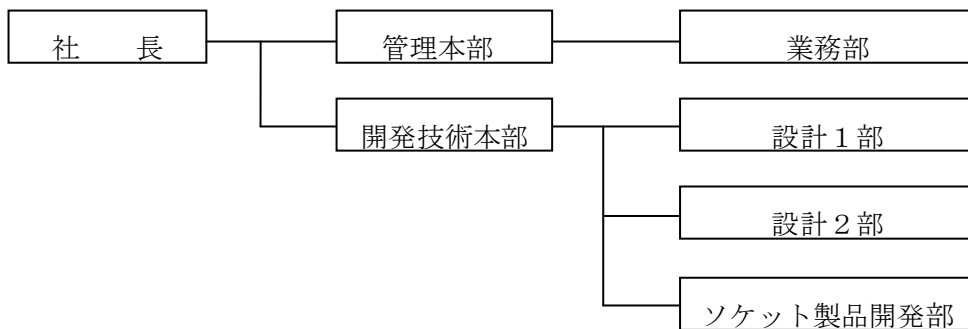 社　　長
管理本部
業務部
開発技術本部
設計１部
設計２部
ソケット製品開発部